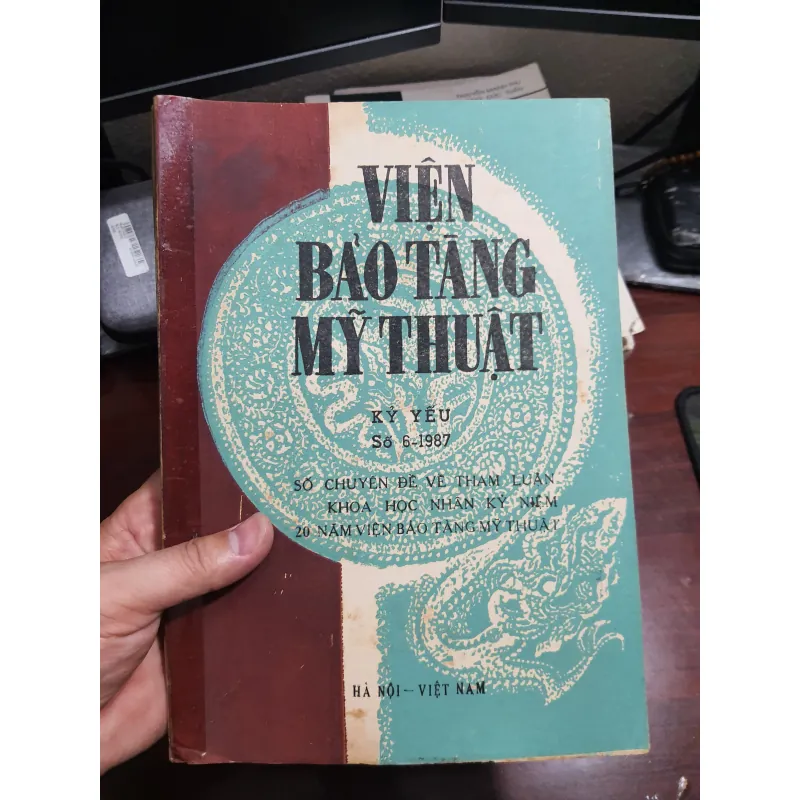 VIỆN
BẢO TÀNG
MỸ THUẬT
KỶ YẾU
Số 6-1987
SỐ CHUYÊN ĐỀ VỀ THAM LUẬN
KHOA HỌC NHÂN KỶ NIỆM
20 NĂM VIỆN BẢO TÀNG MỸ THUẬT
HÀ NỘI - VIỆT NAM